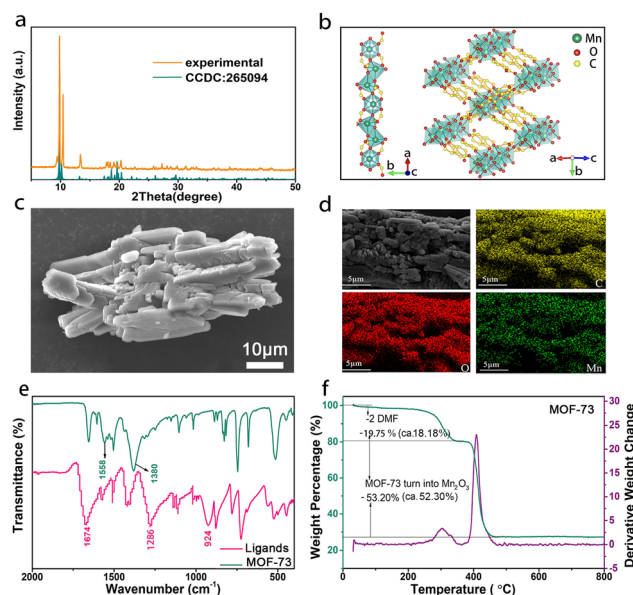 a
Intensity (a.u.)
experimental
CCDC:265094
0 10 20 30 40 50
2Theta(degree)
b
Mn
O
C
a
b
c
a
c
b
c
10μm
d
5μm
5μm
C
5μm
O
5μm
Mn
e
Transmittance (%)
1558
1380
1674
1286
924
Ligands
MOF-73
2000 1500 1000 500
Wavenumber (cm-1)
f
MOF-73
Weight Percentage (%)
100
80
60
40
20
-2 DMF
-19.75 % (ca.18.18%)
MOF-73 turn into Mn2O3
- 53.20% (ca. 52.30%)
0 200 400 600 800
Temperature ( °C)
30
25
20
15
10
5
0
-5
Derivative Weight Change